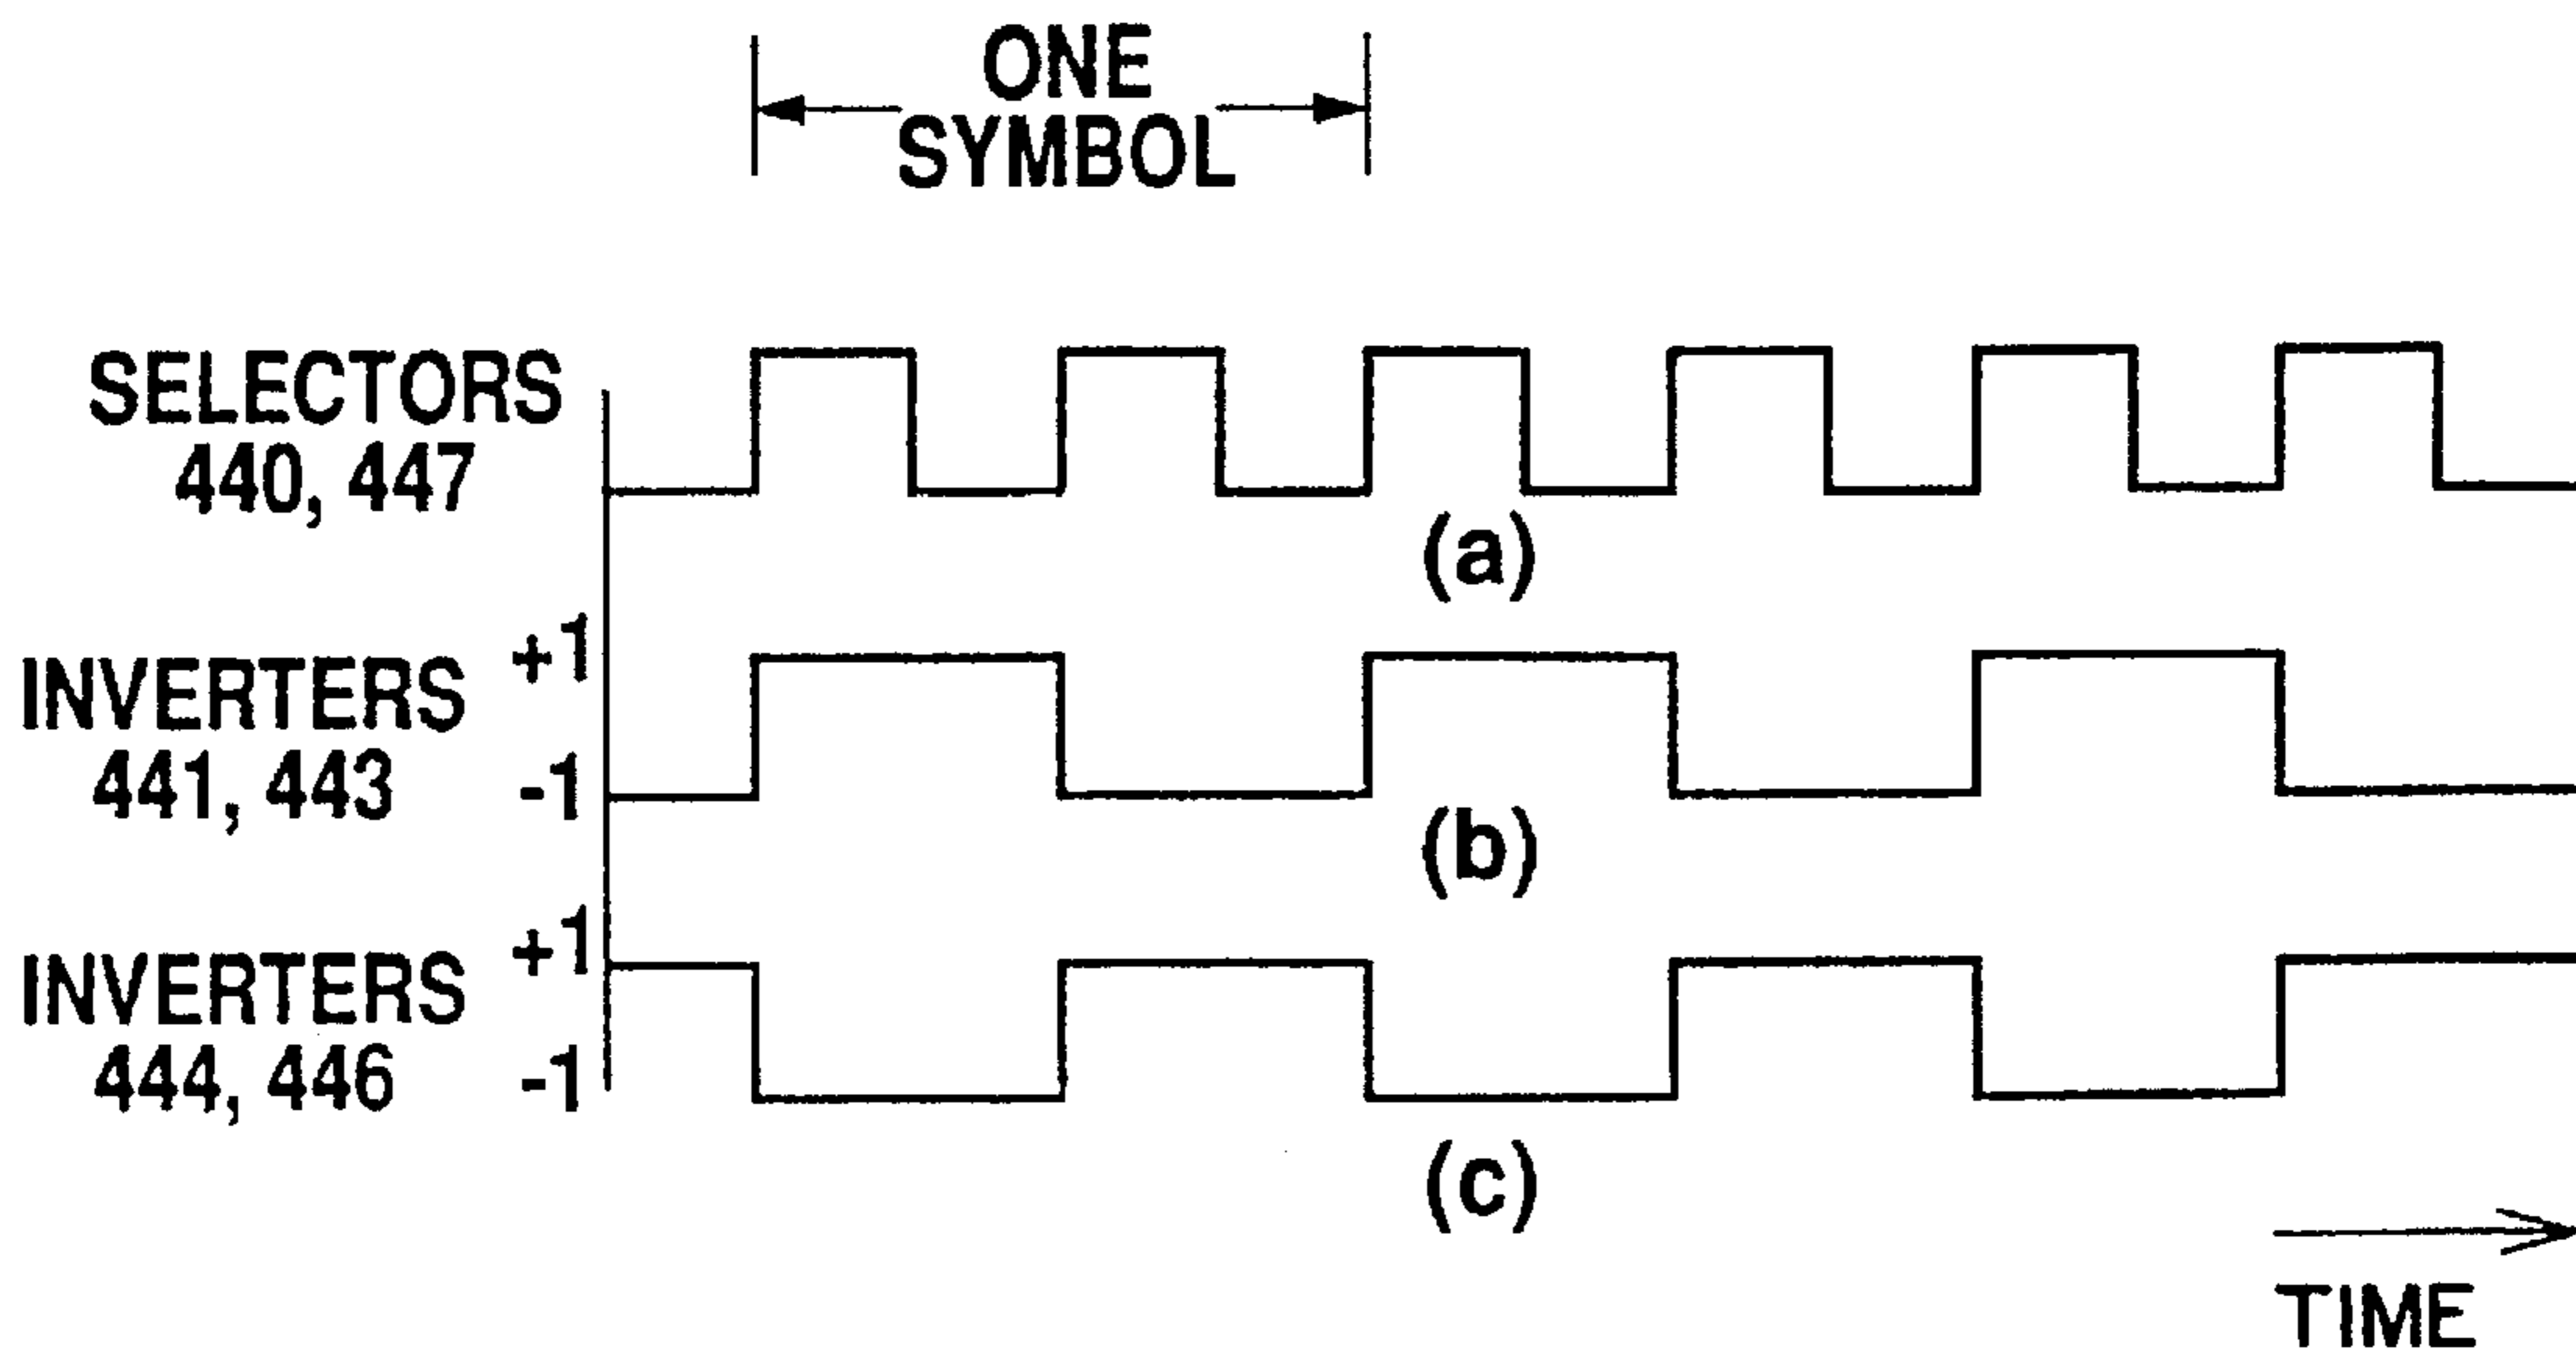 ONE
SYMBOL
SELECTORS
440, 447
(a)
+1
INVERTERS
441, 443
-1
(b)
+1
INVERTERS
444, 446
-1
(c)
TIME